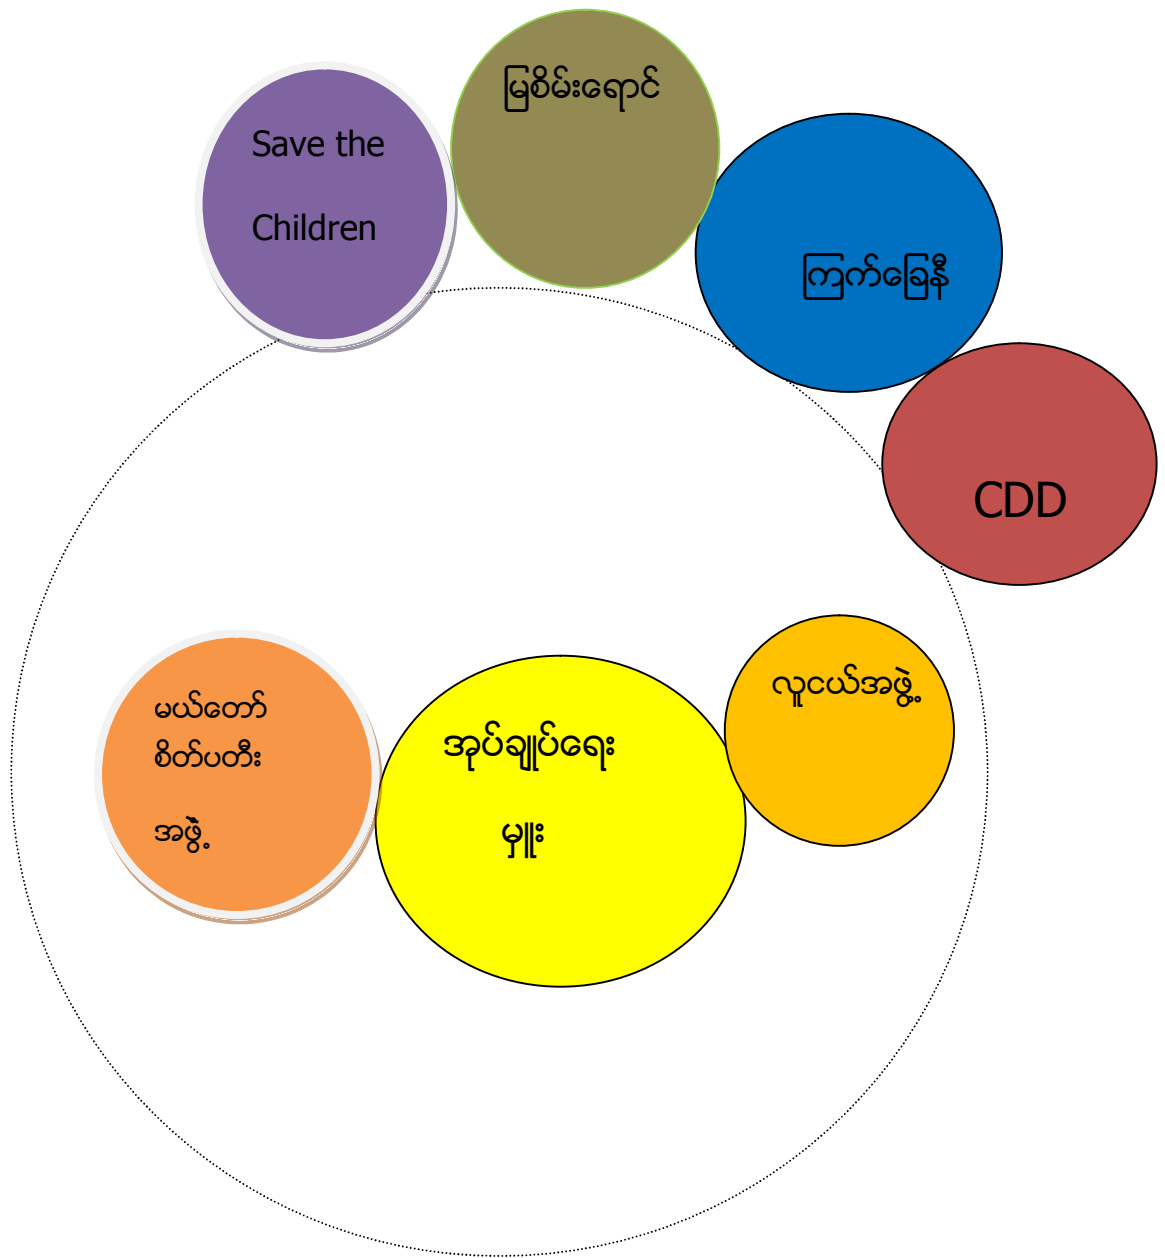 Save the
Children
မြစိမ်းရောင်
ကြက်ခြေနီ
CDD
မယ်တော်
စိတ်ပတီး
အဖွဲ့
အုပ်ချုပ်ရေး
မှူး
လူငယ်အဖွဲ့